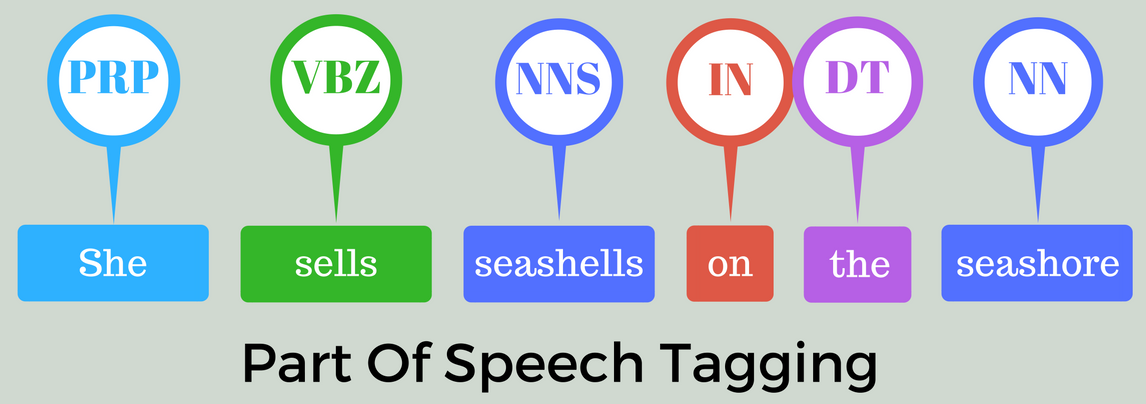 PRP VBZ NNS IN DT NN
She sells seashells on the seashore
Part Of Speech Tagging